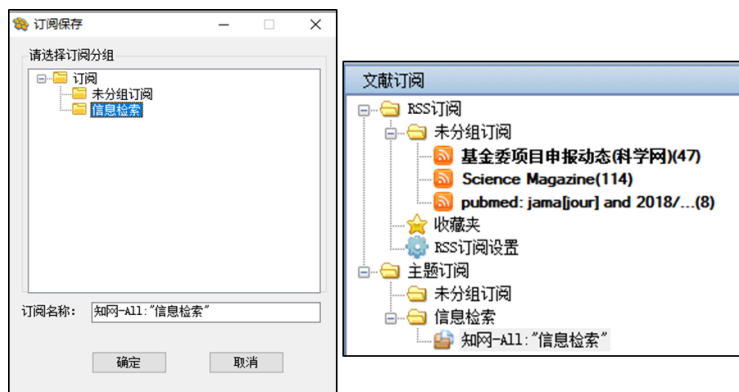 订阅保存
请选择订阅分组
订阅
未分组订阅
信息检索
订阅名称： 知网-All:"信息检索"
确定 取消
文献订阅
RSS订阅
未分组订阅
基金委项目申报动态(科学网)(47)
Science Magazine(114)
pubmed: jama[jour] and 2018/...(8)
收藏夹
RSS订阅设置
主题订阅
未分组订阅
信息检索
知网-All:"信息检索"